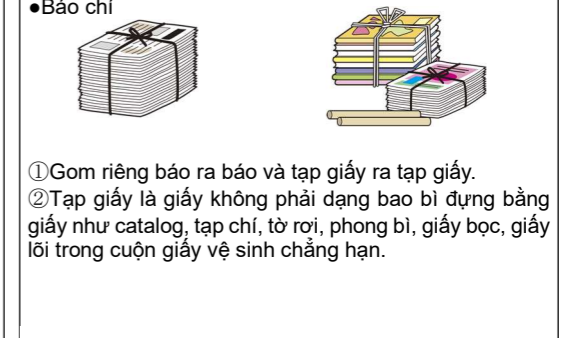 ●Báo chí
①Gom riêng báo ra báo và tạp giấy ra tạp giấy.
②Tạp giấy là giấy không phải dạng bao bì đựng bằng
giấy như catalog, tạp chí, tờ rơi, phong bì, giấy bọc, giấy
lõi trong cuộn giấy vệ sinh chẳng hạn.